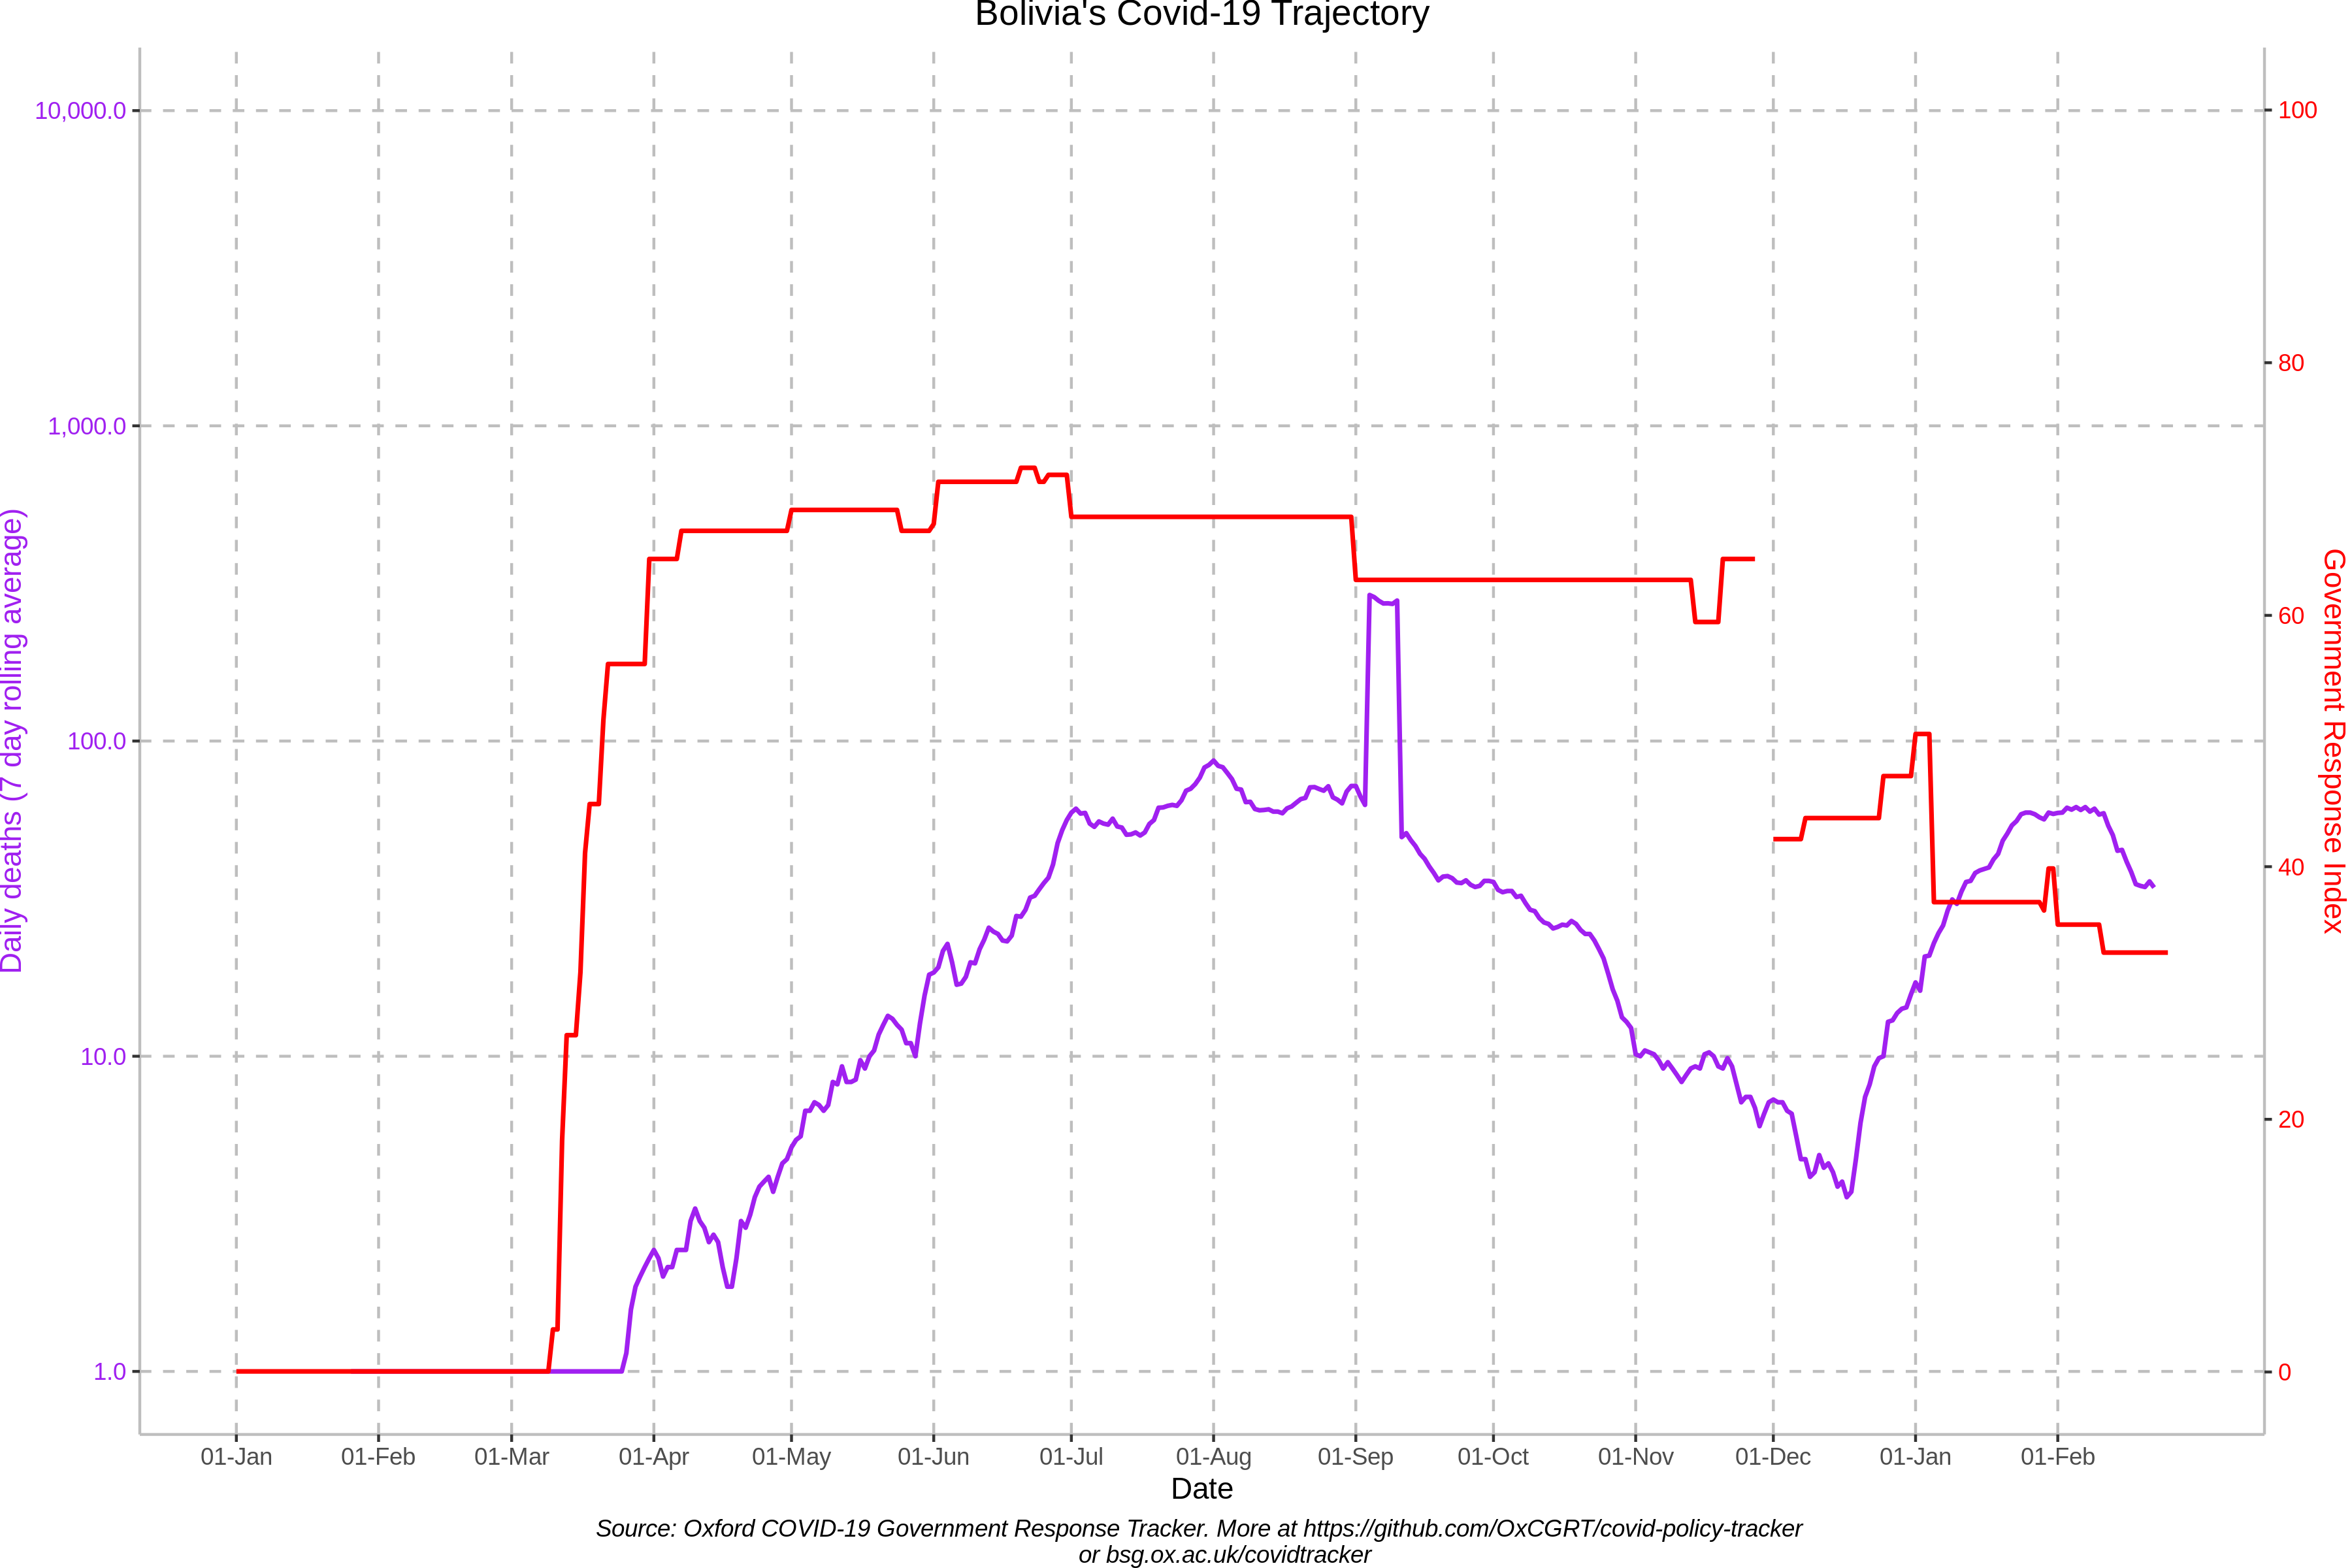 Bolivia's Covid-19 Trajectory
10,000.0
1,000.0
100.0
10.0
1.0
Daily deaths (7 day rolling average)
100
80
60
40
20
0
Government Response Index
01-Jan 01-Feb 01-Mar 01-Apr 01-May 01-Jun 01-Jul 01-Aug 01-Sep 01-Oct 01-Nov 01-Dec 01-Jan 01-Feb
Date
Source: Oxford COVID-19 Government Response Tracker. More at https://github.com/OxCGRT/covid-policy-tracker
or bsg.ox.ac.uk/covidtracker